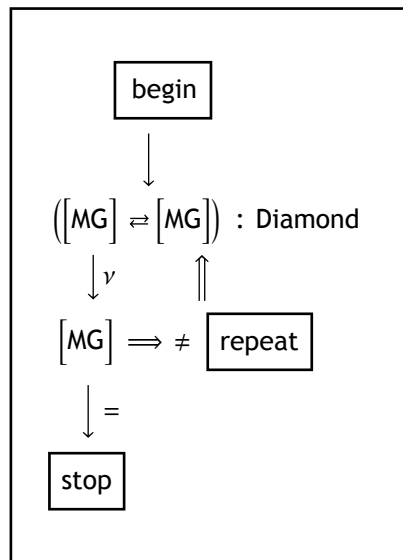 begin
([MG] ⇄ [MG]) : Diamond
ν
[MG] ⟹ ≠ repeat
=
stop